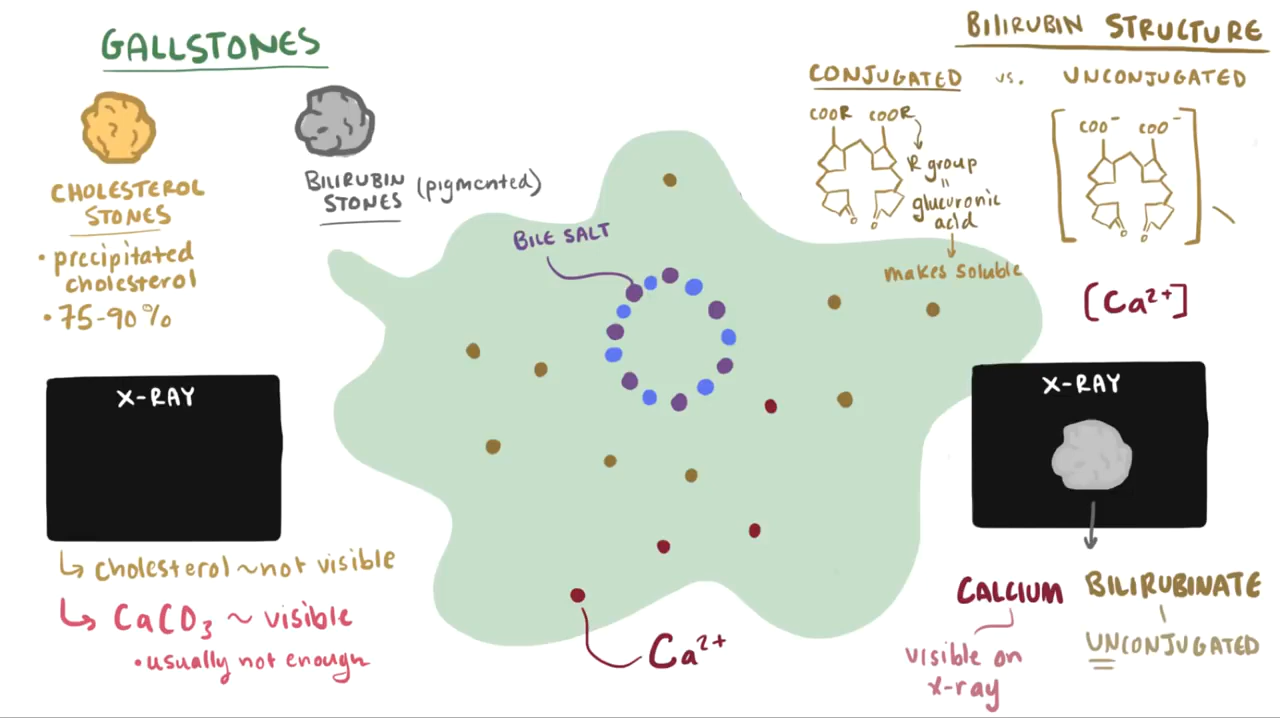 GALLSTONES
CHOLESTEROL
STONES
• precipitated
cholesterol
• 75-90%
BILIRUBIN
STONES
(pigmented)
X-RAY
↳ cholesterol ~ not visible
↳ CaCO₃ ~ visible
• usually not enough
BILE SALT
Ca²⁺
BILIRUBIN STRUCTURE
CONJUGATED vs. UNCONJUGATED
COOR COOR
R group
=
glucuronic
acid
makes soluble
COO⁻ COO⁻
[Ca²⁺]
X-RAY
CALCIUM BILIRUBINATE
visible on
x-ray
UNCONJUGATED